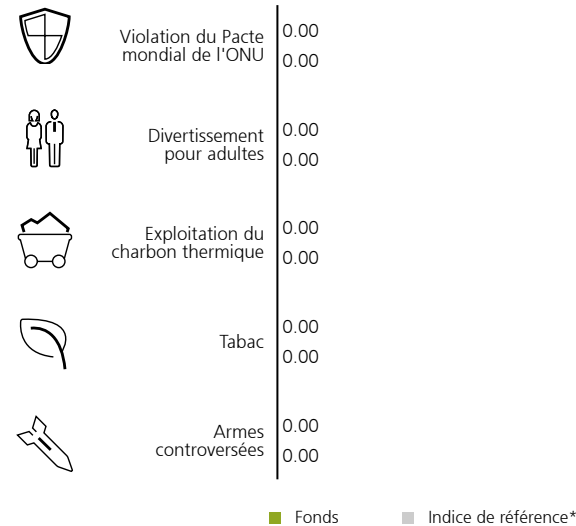 Violation du Pacte
mondial de l'ONU
0.00
0.00
Divertissement
pour adultes
0.00
0.00
Exploitation du
charbon thermique
0.00
0.00
Tabac
0.00
0.00
Armes
controversées
0.00
0.00
Fonds
Indice de référence*